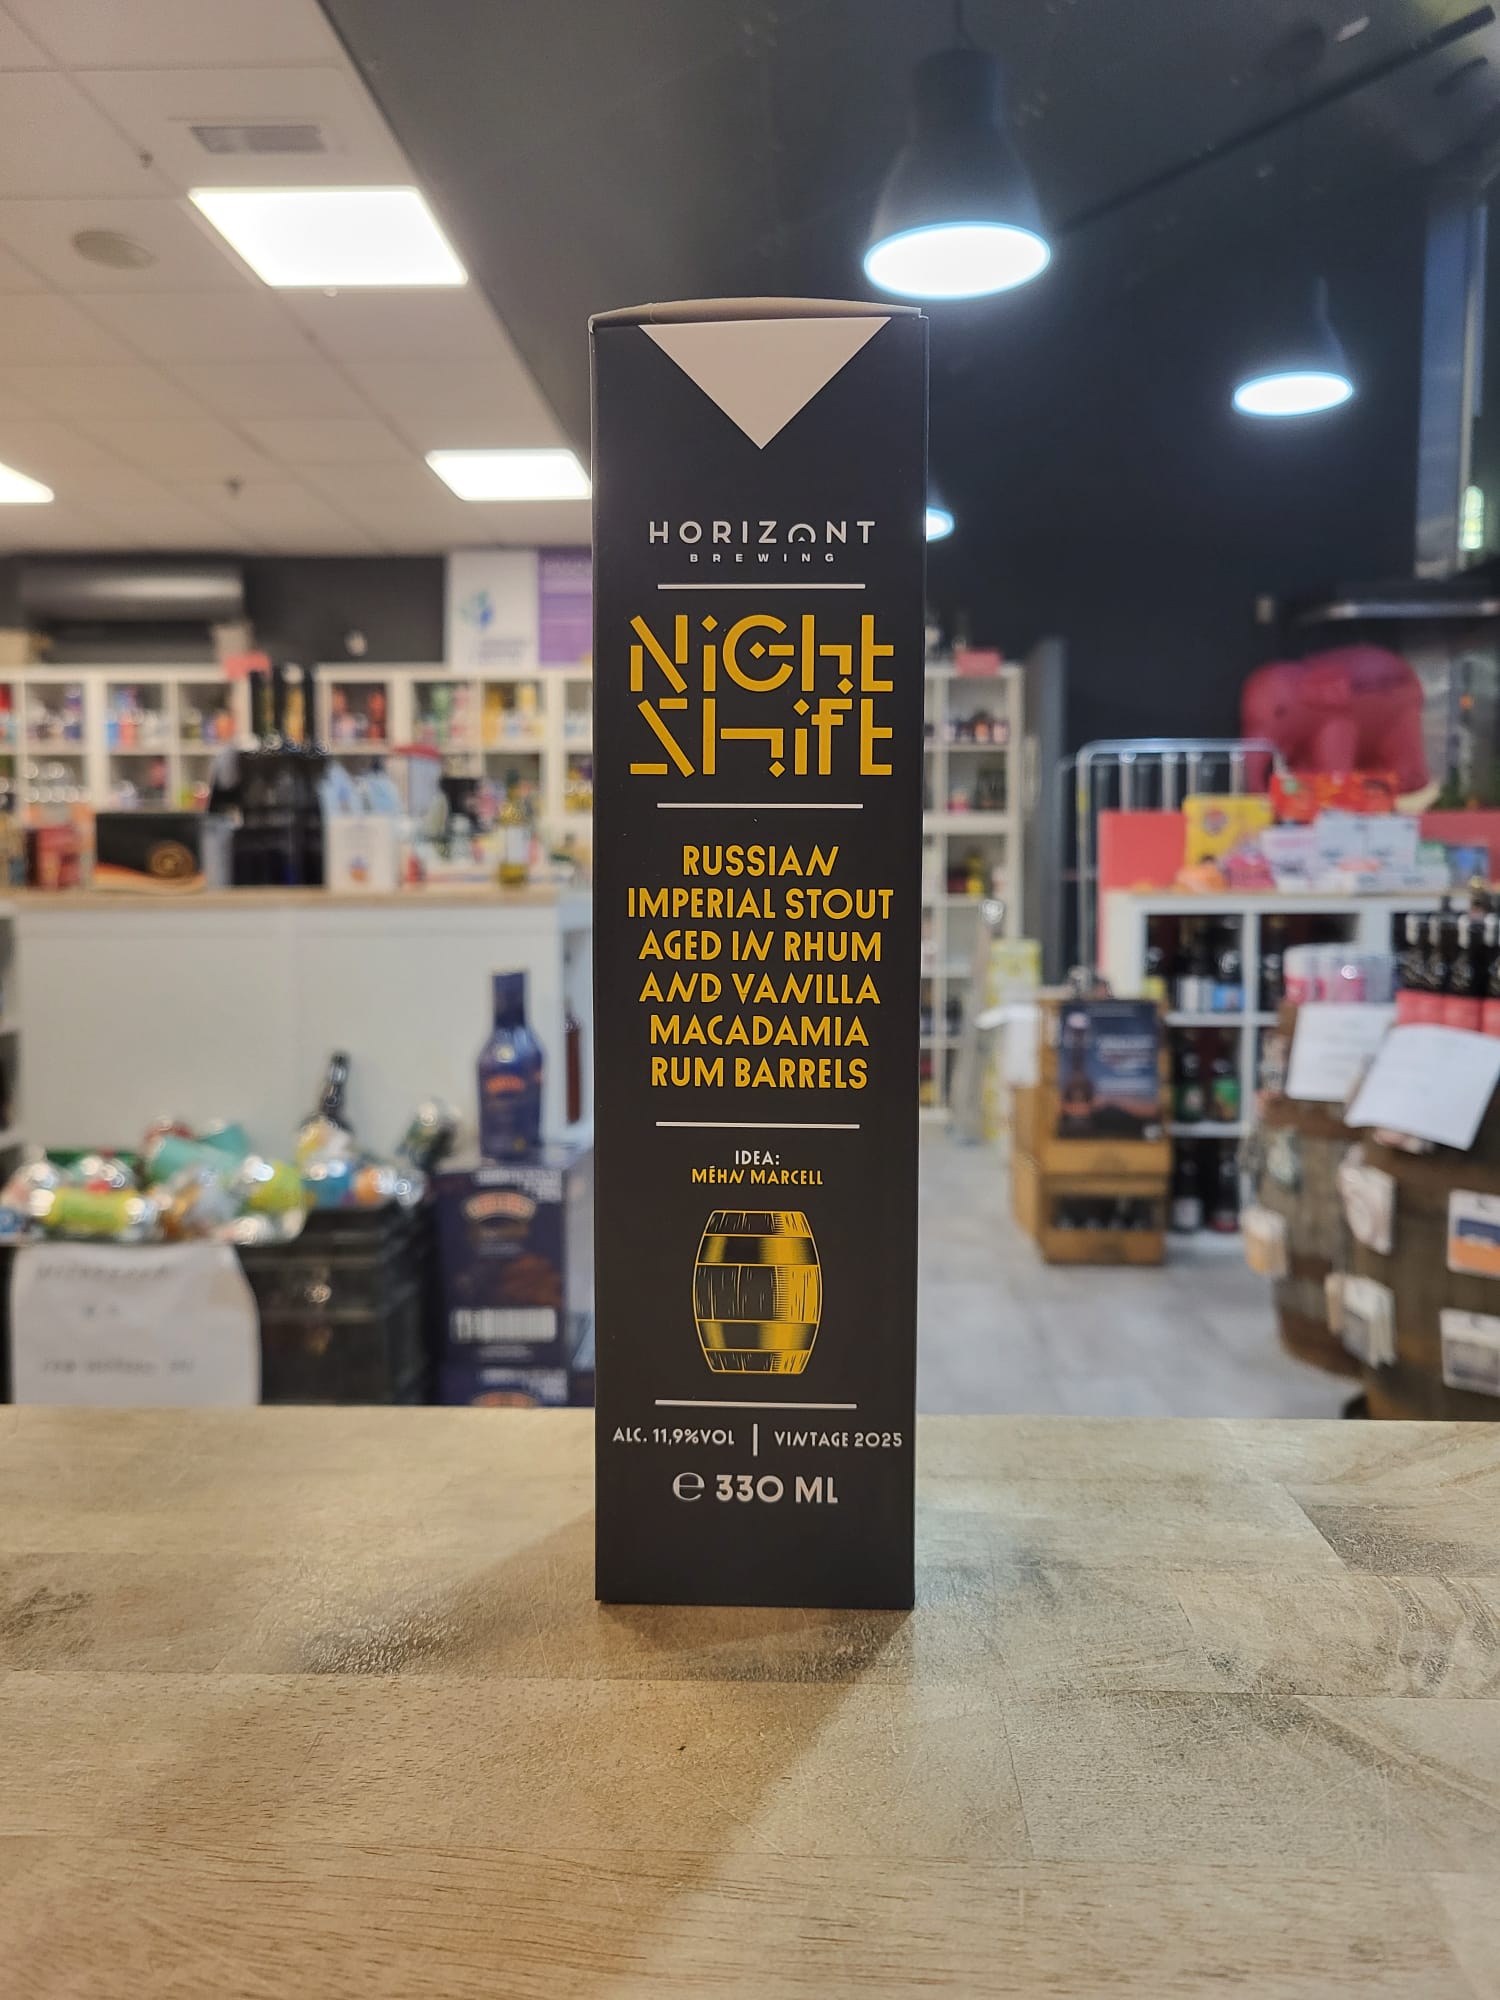 HORIZONT
BREWING
NiGht
Shift
RUSSIAN
IMPERIAL STOUT
AGED IN RHUM
AND VANILLA
MACADAMIA
RUM BARRELS
IDEA:
MÉHN MARCELL
ALC. 11,9%VOL | VINTAGE 2025
℮ 330 ML